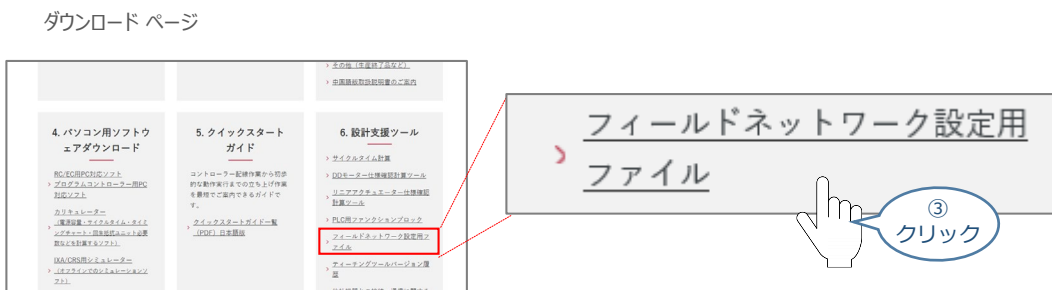 ダウンロード ページ
その他（生産終了品など）
中国語版取扱説明書のご案内
4. パソコン用ソフトウ
ェアダウンロード
RC/EC用PC対応ソフト
プログラムコントローラー用PC
対応ソフト
カリキュレーター
（電源容量・サイクルタイム・タイミ
ングチャート・回生抵抗ユニット必要
数などを計算するソフト）
IXA/CRS用シミュレーター
（オフラインでのシミュレーションソ
フト）
5. クイックスタート
ガイド
コントローラー配線作業から初歩
的な動作実行までの立ち上げ作業
を最短でご案内できるガイドで
す。
クイックスタートガイド一覧
（PDF）日本語版
6. 設計支援ツール
サイクルタイム計算
DDモーター仕様確認計算ツール
リニアアクチュエーター仕様確認
計算ツール
PLC用ファンクションブロック
フィールドネットワーク設定用フ
ァイル
ティーチングツールバージョン履
歴
フィールドネットワーク設定用
ファイル
③
クリック